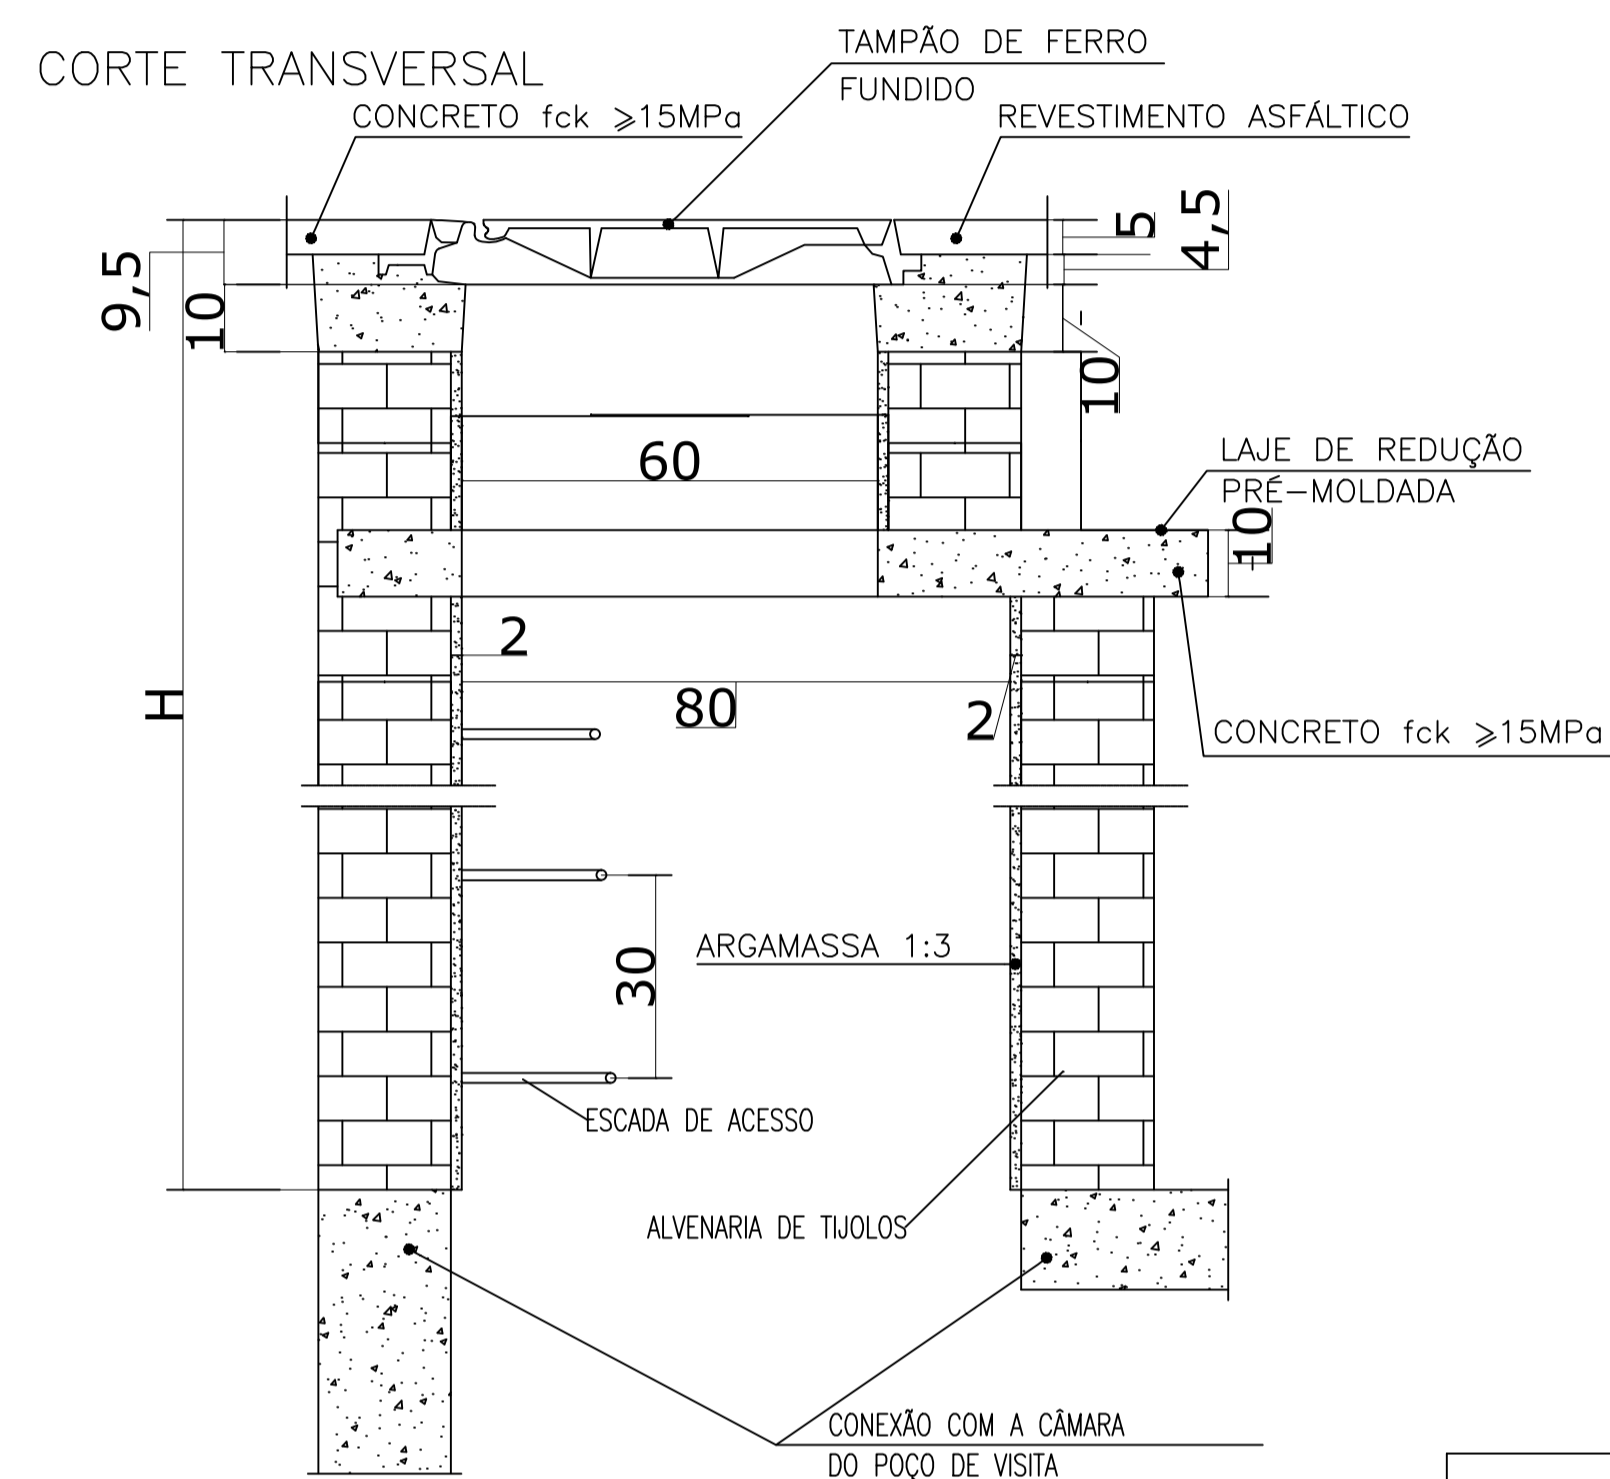 CORTE TRANSVERSAL
TAMPÃO DE FERRO
FUNDIDO
CONCRETO fck ⩾15MPa
REVESTIMENTO ASFÁLTICO
5
4,5
9,5
10
10
60
LAJE DE REDUÇÃO
PRÉ-MOLDADA
10
2
H
80
2
CONCRETO fck ⩾15MPa
ARGAMASSA 1:3
30
ESCADA DE ACESSO
ALVENARIA DE TIJOLOS
CONEXÃO COM A CÂMARA
DO POÇO DE VISITA